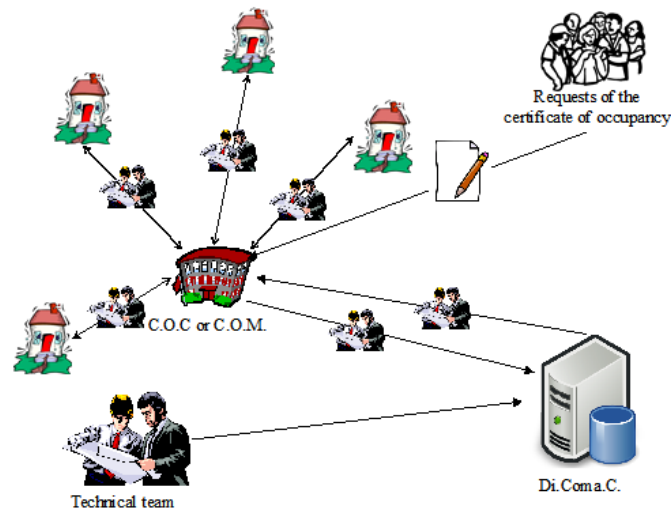 Requests of the
certificate of occupancy
C.O.C or C.O.M.
Di.Coma.C.
Technical team